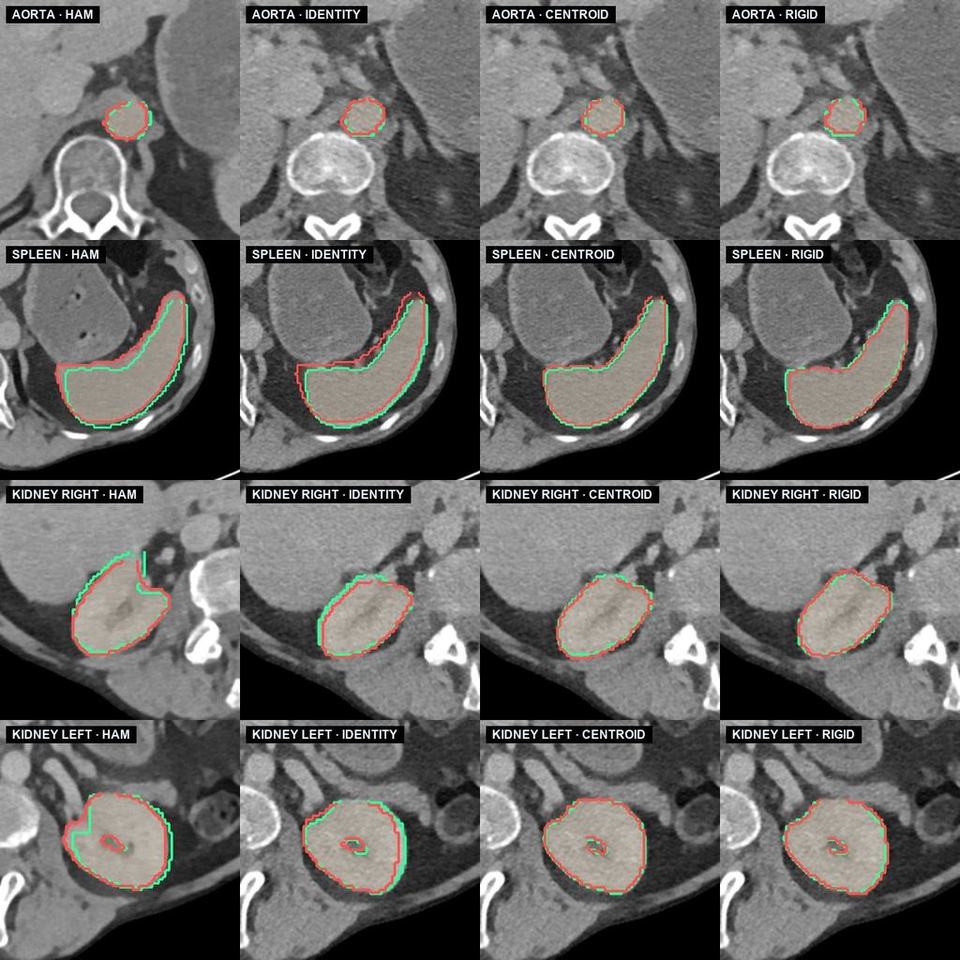 AORTA · HAM
AORTA · IDENTITY
AORTA · CENTROID
AORTA · RIGID
SPLEEN · HAM
SPLEEN · IDENTITY
SPLEEN · CENTROID
SPLEEN · RIGID
KIDNEY RIGHT · HAM
KIDNEY RIGHT · IDENTITY
KIDNEY RIGHT · CENTROID
KIDNEY RIGHT · RIGID
KIDNEY LEFT · HAM
KIDNEY LEFT · IDENTITY
KIDNEY LEFT · CENTROID
KIDNEY LEFT · RIGID